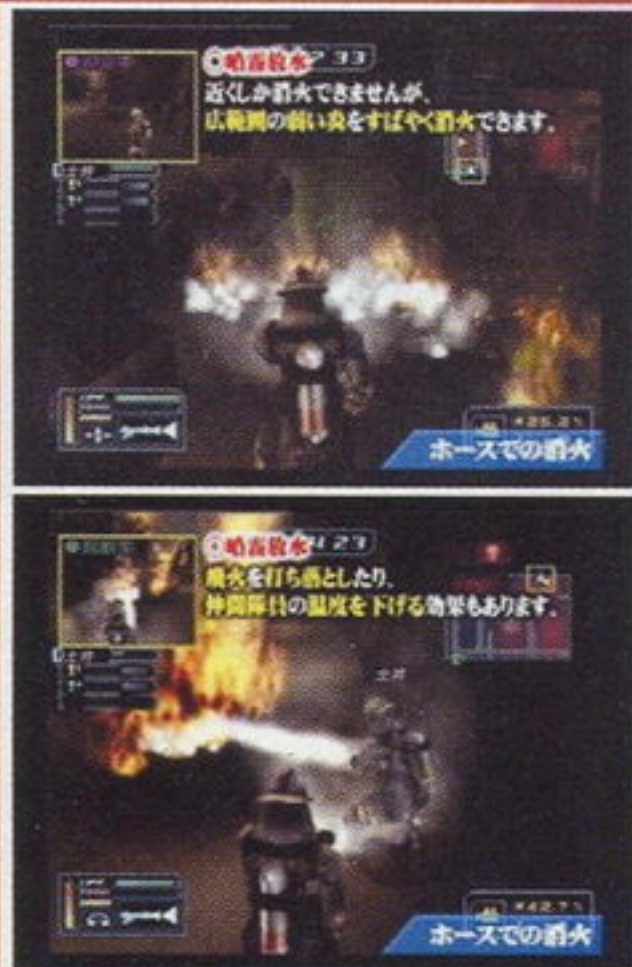 ◎噴霧放水
近くしか消火できませんが、
広範囲の弱い炎をすばやく消火できます。
ホースでの消火
◎噴霧放水
飛火を打ち落としたり、
仲間隊員の温度を下げる効果もあります。
ホースでの消火